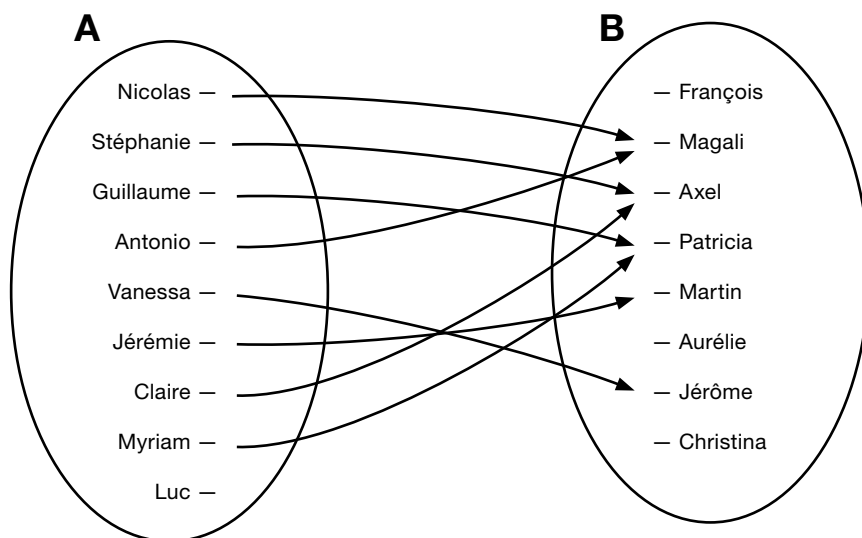 A
B
Nicolas –
Stéphanie –
Guillaume –
Antonio –
Vanessa –
Jérémie –
Claire –
Myriam –
Luc –
– François
– Magali
– Axel
– Patricia
– Martin
– Aurélie
– Jérôme
– Christina